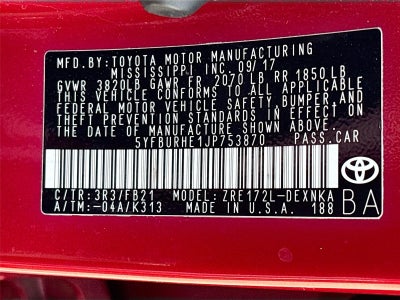 MFD.BY:TOYOTA MOTOR MANUFACTURING
MISSISSIPPI INC 09/17
GVWR 3820LB GAWR FR 2070 LB RR 1850 LB
THIS VEHICLE CONFORMS TO ALL APPLICABLE
FEDERAL MOTOR VEHICLE SAFETY, BUMPER AND
THEFT PREVENTION STANDARDS IN EFFECT ON
THE DATE OF MANUFACTURE SHOWN ABOVE.
5YFBURHE1JP753870 PASS.CAR
TOYOTA
C/TR:3R3/FB21 MODEL:ZRE172L-DEXNKA
A/TM:-04A/K313 MADE IN U.S.A. 188 BA